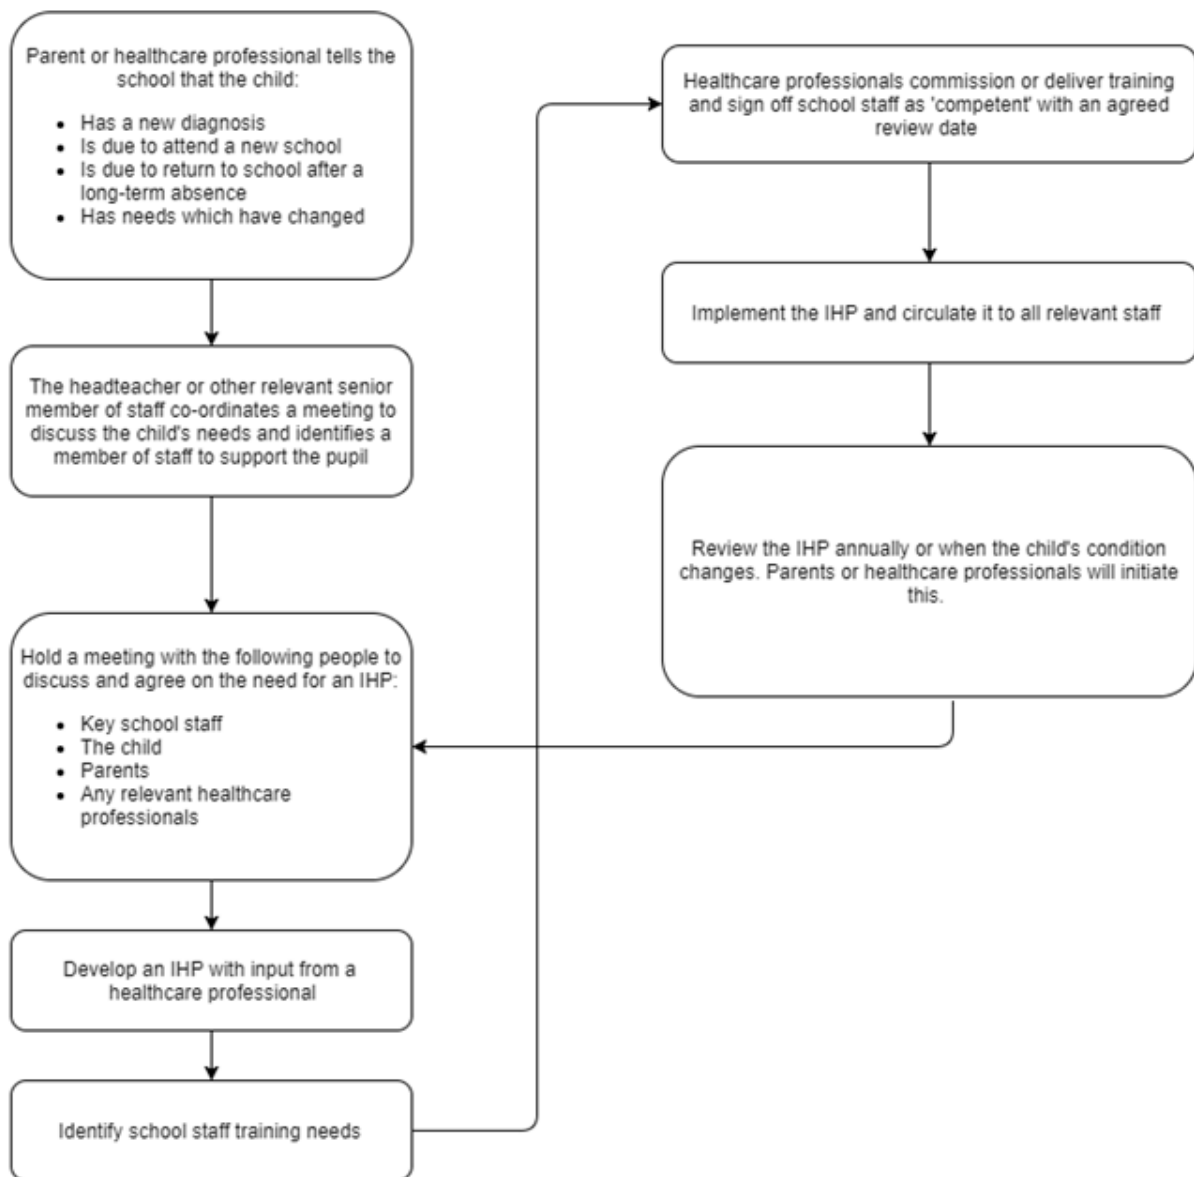 Parent or healthcare professional tells the
school that the child:
• Has a new diagnosis
• Is due to attend a new school
• Is due to return to school after a
long-term absence
• Has needs which have changed
The headteacher or other relevant senior
member of staff co-ordinates a meeting to
discuss the child's needs and identifies a
member of staff to support the pupil
Hold a meeting with the following people to
discuss and agree on the need for an IHP:
• Key school staff
• The child
• Parents
• Any relevant healthcare
professionals
Develop an IHP with input from a
healthcare professional
Identify school staff training needs
Healthcare professionals commission or deliver training
and sign off school staff as 'competent' with an agreed
review date
Implement the IHP and circulate it to all relevant staff
Review the IHP annually or when the child's condition
changes. Parents or healthcare professionals will initiate
this.